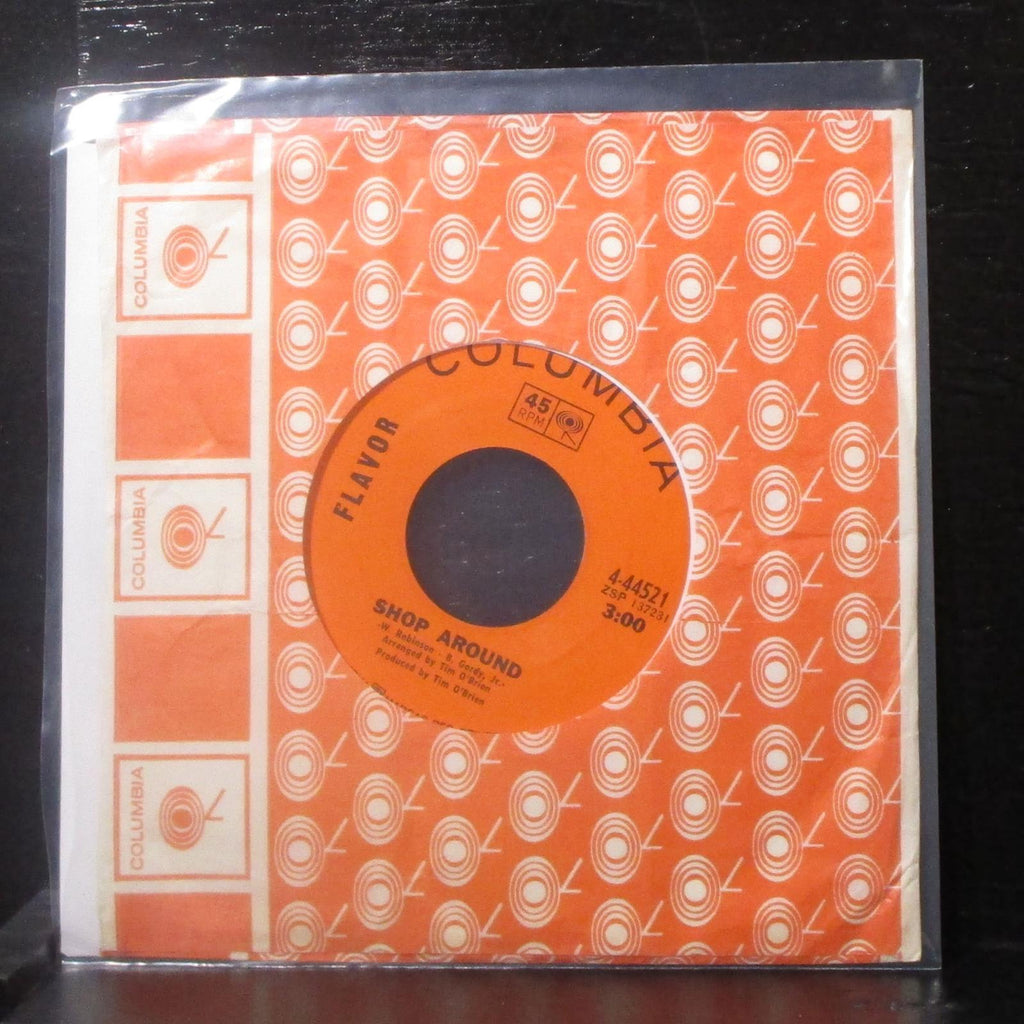 COLUMBIA
COLUMBIA
COLUMBIA
COLUMBIA
45
RPM
FLAVOR
4-44521
ZSP 137231
3:00
SHOP AROUND
-W. Robinson - B. Gordy, Jr.-
Arranged by Tim O'Brien
Produced by Tim O'Brien